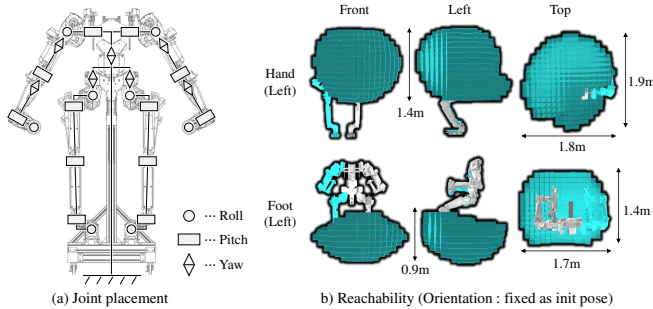 Front Left Top
Hand
(Left)
1.4m
1.9m
1.8m
Foot
(Left)
0.9m
1.4m
1.7m
··· Roll
··· Pitch
··· Yaw
(a) Joint placement
b) Reachability (Orientation : fixed as init pose)